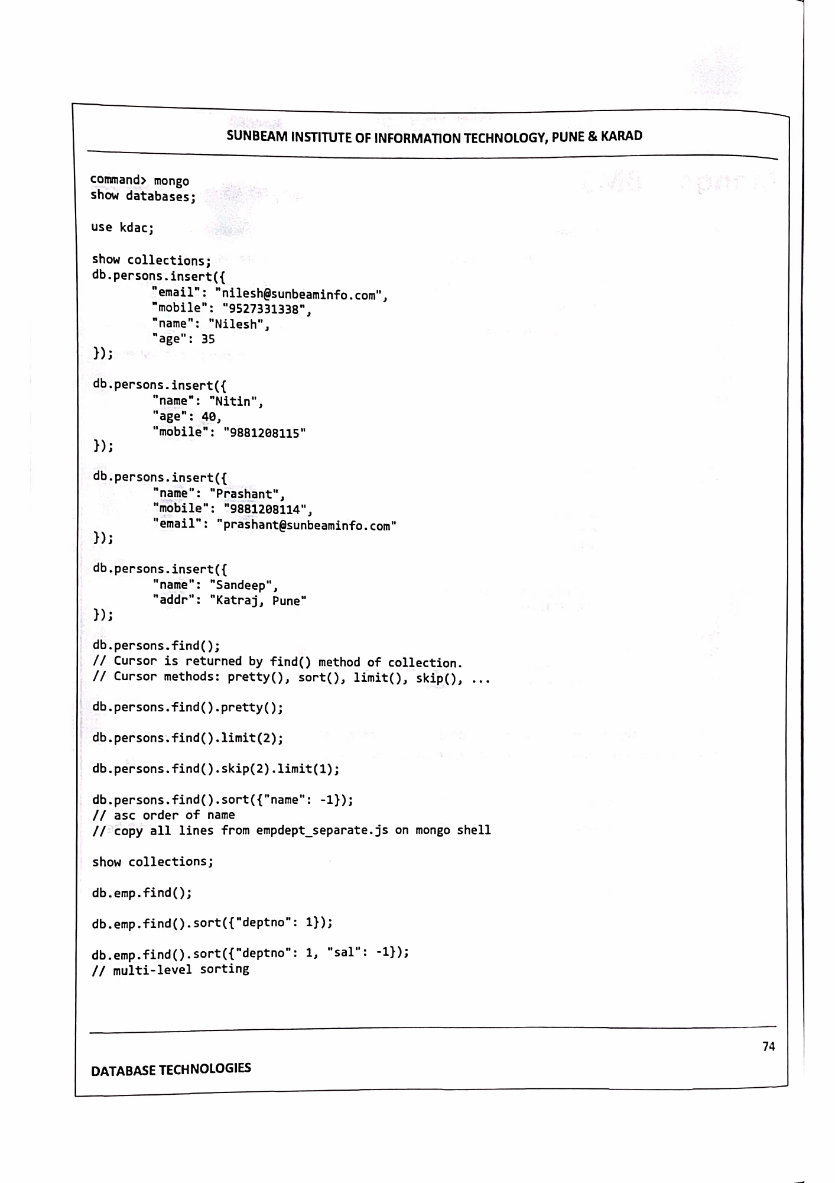 SUNBEAM INSTITUTE OF INFORMATION TECHNOLOGY, PUNE & KARAD
command> mongo
show databases;
use kdac;
show collections;
db.persons.insert({
"email": "nilesh@sunbeaminfo.com",
"mobile": "9527331338",
"name": "Nilesh",
"age": 35
});
db.persons.insert({
"name": "Nitin",
"age": 40,
"mobile": "9881208115"
});
db.persons.insert({
"name": "Prashant",
"mobile": "9881208114",
"email": "prashant@sunbeaminfo.com"
});
db.persons.insert({
"name": "Sandeep",
"addr": "Katraj, Pune"
});
db.persons.find();
// Cursor is returned by find() method of collection.
// Cursor methods: pretty(), sort(), limit(), skip(), ...
db.persons.find().pretty();
db.persons.find().limit(2);
db.persons.find().skip(2).limit(1);
db.persons.find().sort({"name": -1});
// asc order of name
// copy all lines from empdept_separate.js on mongo shell
show collections;
db.emp.find();
db.emp.find().sort({"deptno": 1});
db.emp.find().sort({"deptno": 1, "sal": -1});
// multi-level sorting
74
DATABASE TECHNOLOGIES